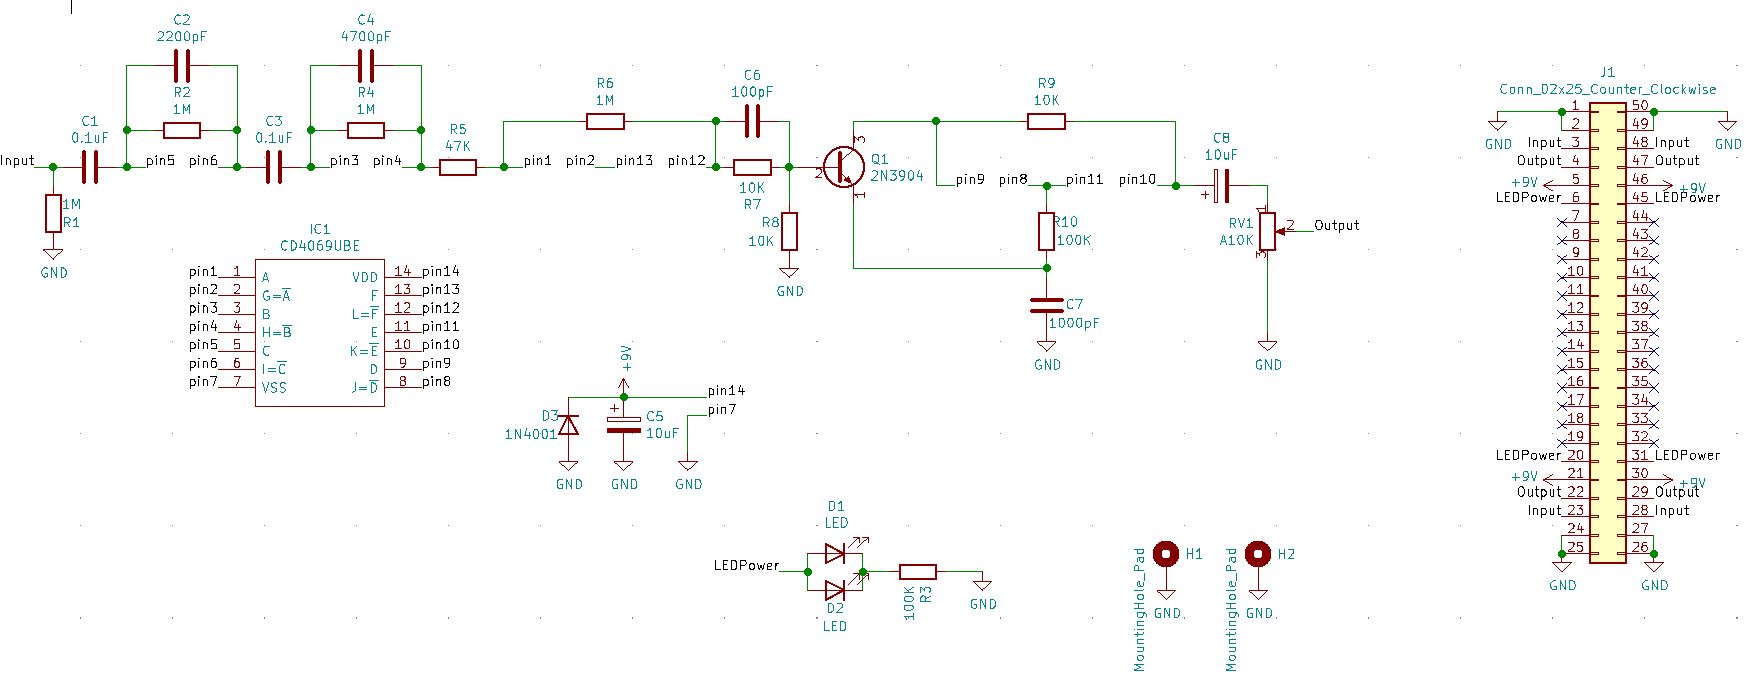 C2
2200pF
R2
1M
C4
4700pF
R4
1M
C1
0.1uF
C3
0.1uF
R5
47K
R6
1M
C6
100pF
R9
10K
Input
pin5
pin6
pin3
pin4
pin1
pin2
pin13
pin12
10K
R7
R8
10K
GND
2
3
1
Q1
2N3904
pin9
pin8
pin11
pin10
R10
100K
C7
1000pF
GND
C8
10uF
+
RV1
A10K
1
2
3
Output
GND
1M
R1
GND
IC1
CD4069UBE
pin1 1 A VDD 14 pin14
pin2 2 G=A F 13 pin13
pin3 3 B L=F 12 pin12
pin4 4 H=B E 11 pin11
pin5 5 C K=E 10 pin10
pin6 6 I=C D 9 pin9
pin7 7 VSS J=D 8 pin8
+9V
pin14
pin7
D3
1N4001
+
C5
10uF
GND
GND
GND
D1
LED
LEDPower
D2
LED
100K
R3
GND
MountingHole_Pad
H1
GND
MountingHole_Pad
H2
GND
J1
Conn_02x25_Counter_Clockwise
1 50
GND 2 49 GND
Input 3 48 Input
Output 4 47 Output
+9V 5 46 +9V
LEDPower 6 45 LEDPower
7 44
8 43
9 42
10 41
11 40
12 39
13 38
14 37
15 36
16 35
17 34
18 33
19 32
LEDPower 20 31 LEDPower
+9V 21 30 +9V
Output 22 29 Output
Input 23 28 Input
24 27
25 26
GND GND